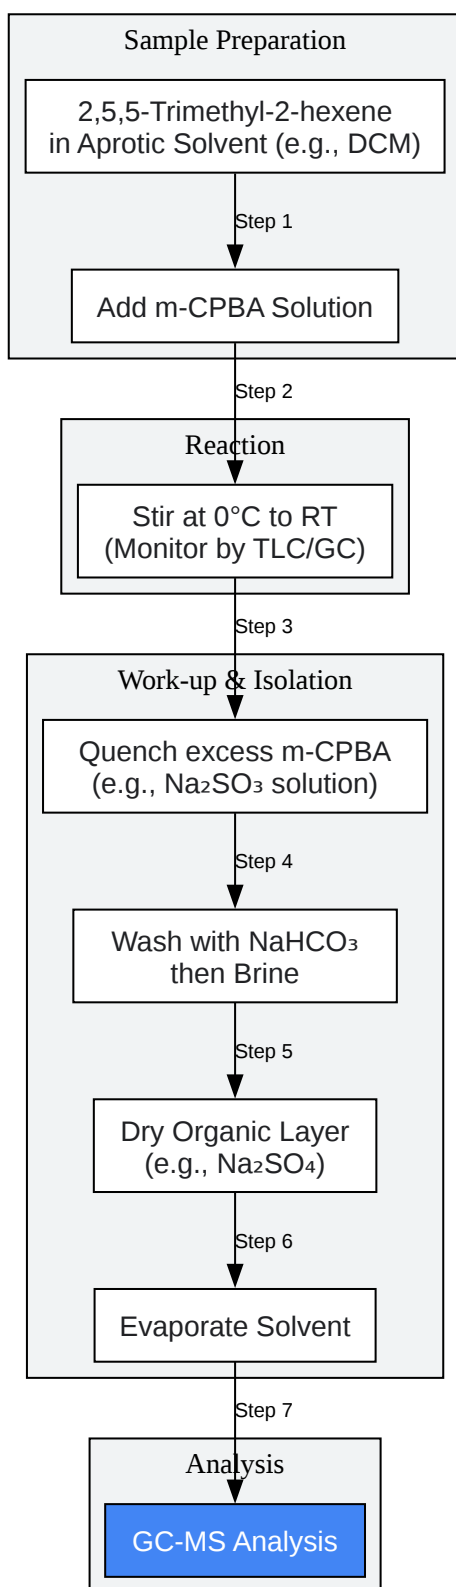 Sample Preparation
2,5,5-Trimethyl-2-hexene
in Aprotic Solvent (e.g., DCM)
Step 1
Add m-CPBA Solution
Step 2
Reaction
Stir at 0°C to RT
(Monitor by TLC/GC)
Step 3
Work-up & Isolation
Quench excess m-CPBA
(e.g., Na₂SO₃ solution)
Step 4
Wash with NaHCO₃
then Brine
Step 5
Dry Organic Layer
(e.g., Na₂SO₄)
Step 6
Evaporate Solvent
Step 7
Analysis
GC-MS Analysis